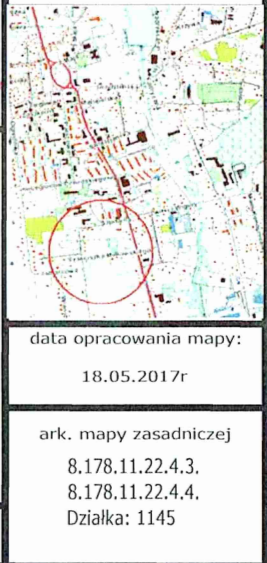 data opracowania mapy:
18.05.2017r
ark. mapy zasadniczej
8.178.11.22.4.3.
8.178.11.22.4.4.
Działka: 1145